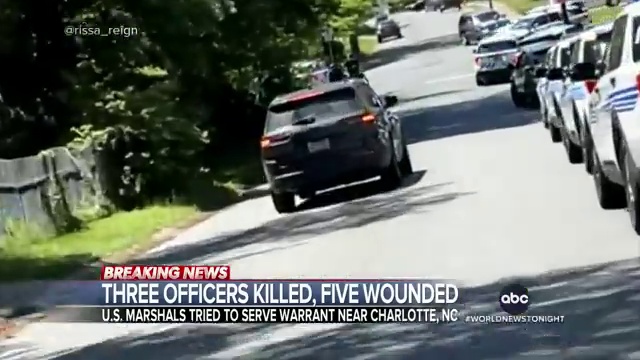 @rissa_reign
BREAKING NEWS
THREE OFFICERS KILLED, FIVE WOUNDED
abc
U.S. MARSHALS TRIED TO SERVE WARRANT NEAR CHARLOTTE, NC
#WORLDNEWSTONIGHT